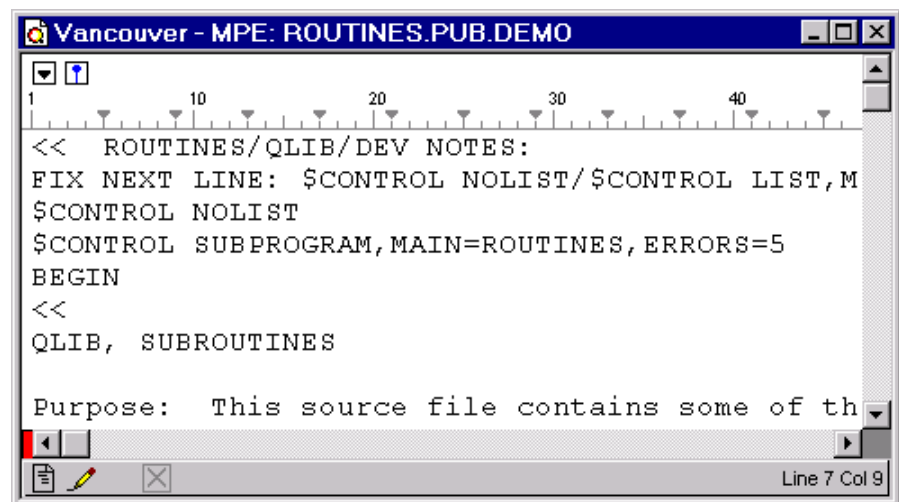 Vancouver - MPE: ROUTINES.PUB.DEMO
1 10 20 30 40
<<  ROUTINES/QLIB/DEV NOTES:
FIX NEXT LINE: $CONTROL NOLIST/$CONTROL LIST,M
$CONTROL NOLIST
$CONTROL SUBPROGRAM,MAIN=ROUTINES,ERRORS=5
BEGIN
<<
QLIB, SUBROUTINES
Purpose:  This source file contains some of th
Line 7 Col 9